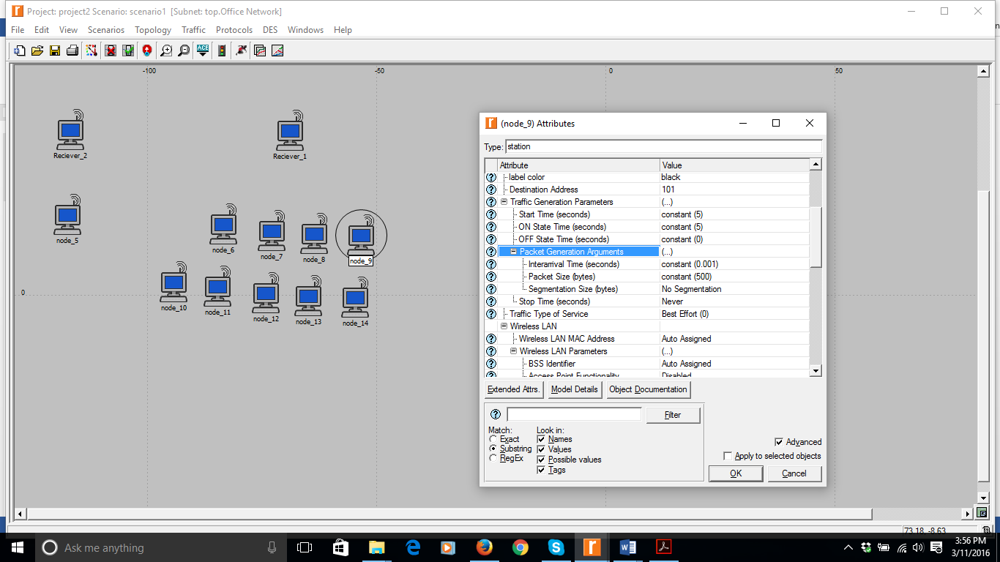 Project: project2 Scenario: scenario1 [Subnet: top.Office Network]
File Edit View Scenarios Topology Traffic Protocols DES Windows Help
ACE
-100 -50 0 50
Reciever_2
Reciever_1
node_5
node_6
node_7
node_8
node_9
0
node_10
node_11
node_12
node_13
node_14
(node_9) Attributes
Type: station
Attribute Value
label color black
Destination Address 101
Traffic Generation Parameters (...)
Start Time (seconds) constant (5)
ON State Time (seconds) constant (5)
OFF State Time (seconds) constant (0)
Packet Generation Arguments (...)
Interarrival Time (seconds) constant (0.001)
Packet Size (bytes) constant (500)
Segmentation Size (bytes) No Segmentation
Stop Time (seconds) Never
Traffic Type of Service Best Effort (0)
Wireless LAN
Wireless LAN MAC Address Auto Assigned
Wireless LAN Parameters (...)
BSS Identifier Auto Assigned
Access Point Functionality Disabled
Extended Attrs. Model Details Object Documentation
Filter
Match: Look in:
Exact Names
Substring Values
RegEx Possible values
Tags
Advanced
Apply to selected objects
OK Cancel
73.18, -8.63
Ask me anything
3:56 PM
3/11/2016